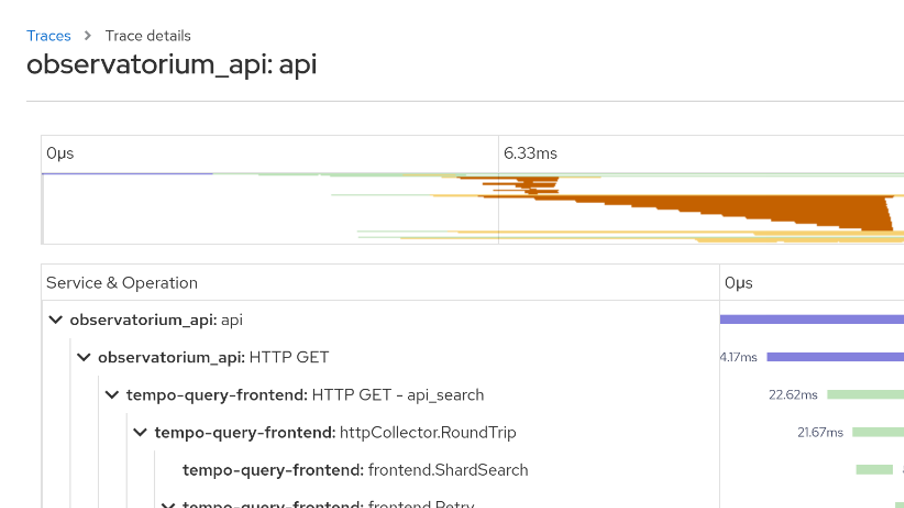 Traces > Trace details
observatorium_api: api
0μs
6.33ms
Service & Operation
0μs
observatorium_api: api
observatorium_api: HTTP GET
4.17ms
tempo-query-frontend: HTTP GET - api_search
22.62ms
tempo-query-frontend: httpCollector.RoundTrip
21.67ms
tempo-query-frontend: frontend.ShardSearch
tempo-query-frontend: frontend.Retry